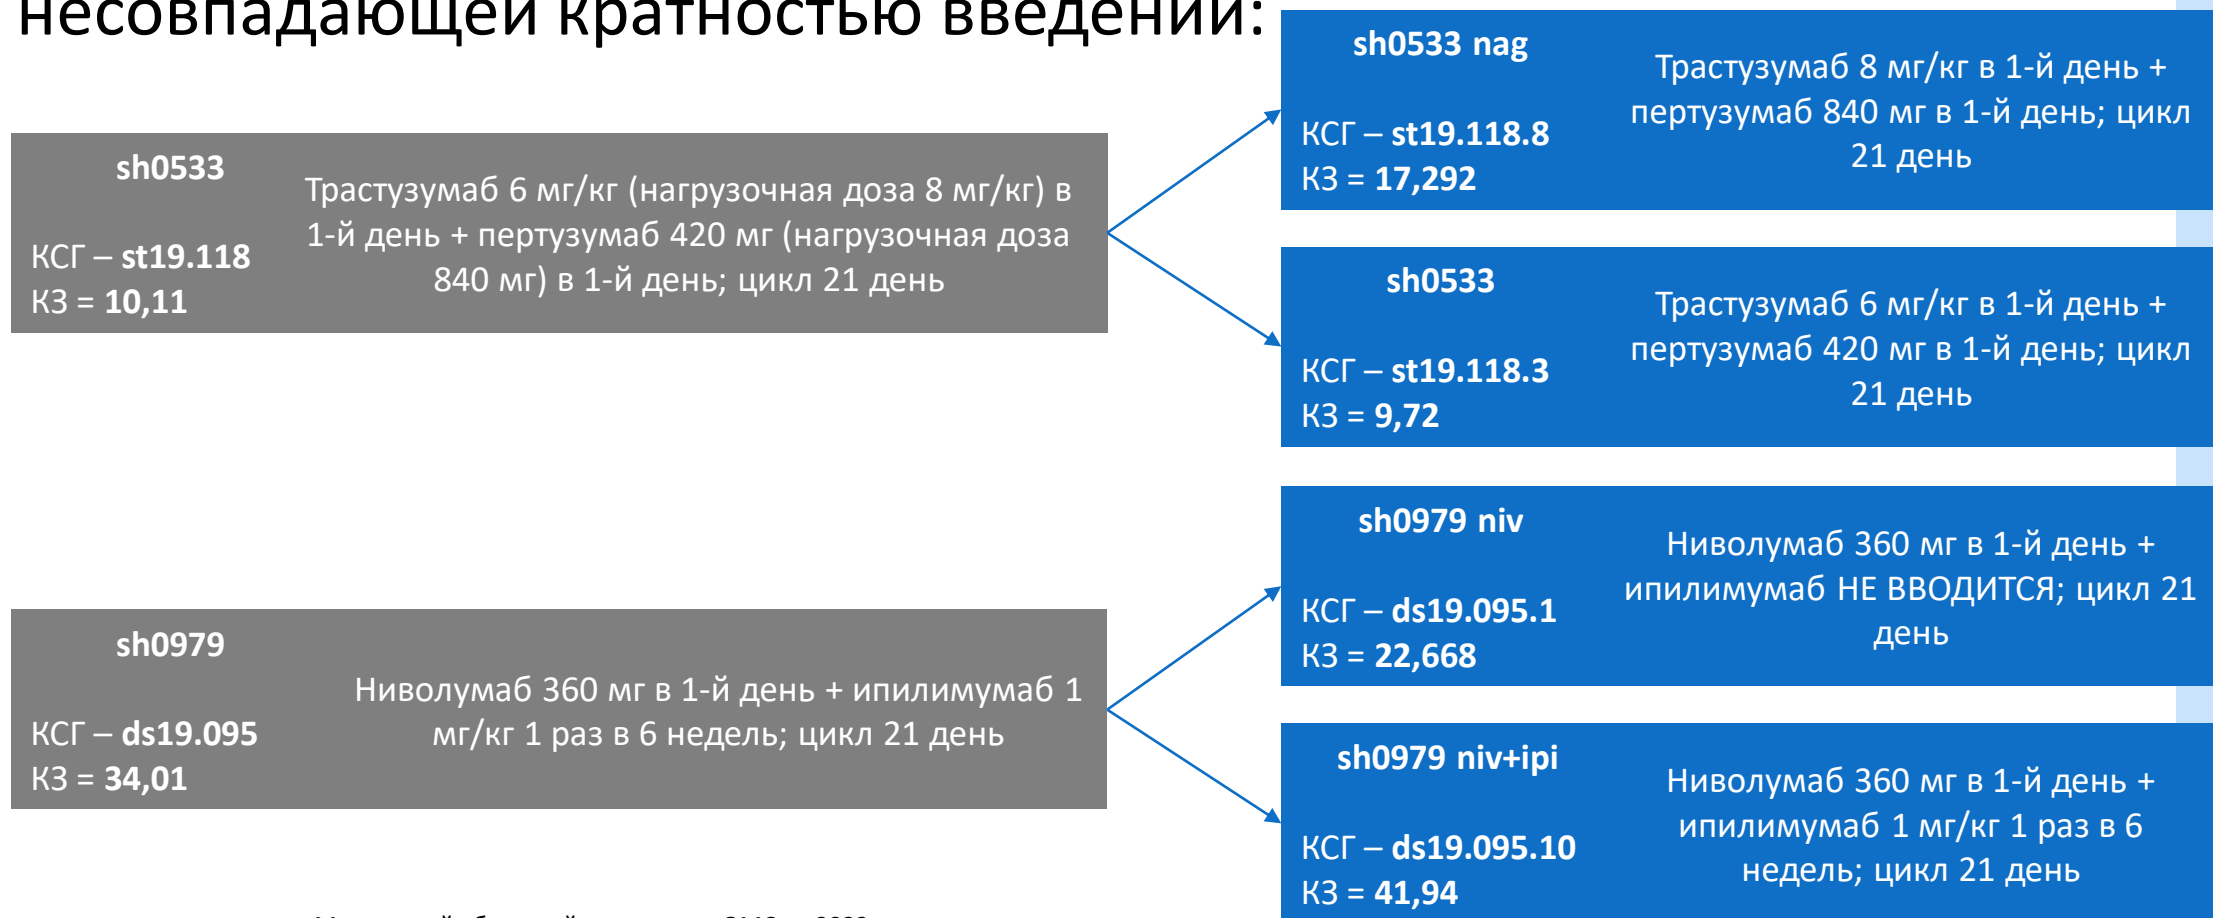 несовпадающей кратностью введений:
sh0533
КСГ – st19.118
КЗ = 10,11
Трастузумаб 6 мг/кг (нагрузочная доза 8 мг/кг) в
1-й день + пертузумаб 420 мг (нагрузочная доза
840 мг) в 1-й день; цикл 21 день
sh0533 nag
КСГ – st19.118.8
КЗ = 17,292
Трастузумаб 8 мг/кг в 1-й день +
пертузумаб 840 мг в 1-й день; цикл
21 день
sh0533
КСГ – st19.118.3
КЗ = 9,72
Трастузумаб 6 мг/кг в 1-й день +
пертузумаб 420 мг в 1-й день; цикл
21 день
sh0979
КСГ – ds19.095
КЗ = 34,01
Ниволумаб 360 мг в 1-й день + ипилимумаб 1
мг/кг 1 раз в 6 недель; цикл 21 день
sh0979 niv
КСГ – ds19.095.1
КЗ = 22,668
Ниволумаб 360 мг в 1-й день +
ипилимумаб НЕ ВВОДИТСЯ; цикл 21
день
sh0979 niv+ipi
КСГ – ds19.095.10
КЗ = 41,94
Ниволумаб 360 мг в 1-й день +
ипилимумаб 1 мг/кг 1 раз в 6
недель; цикл 21 день